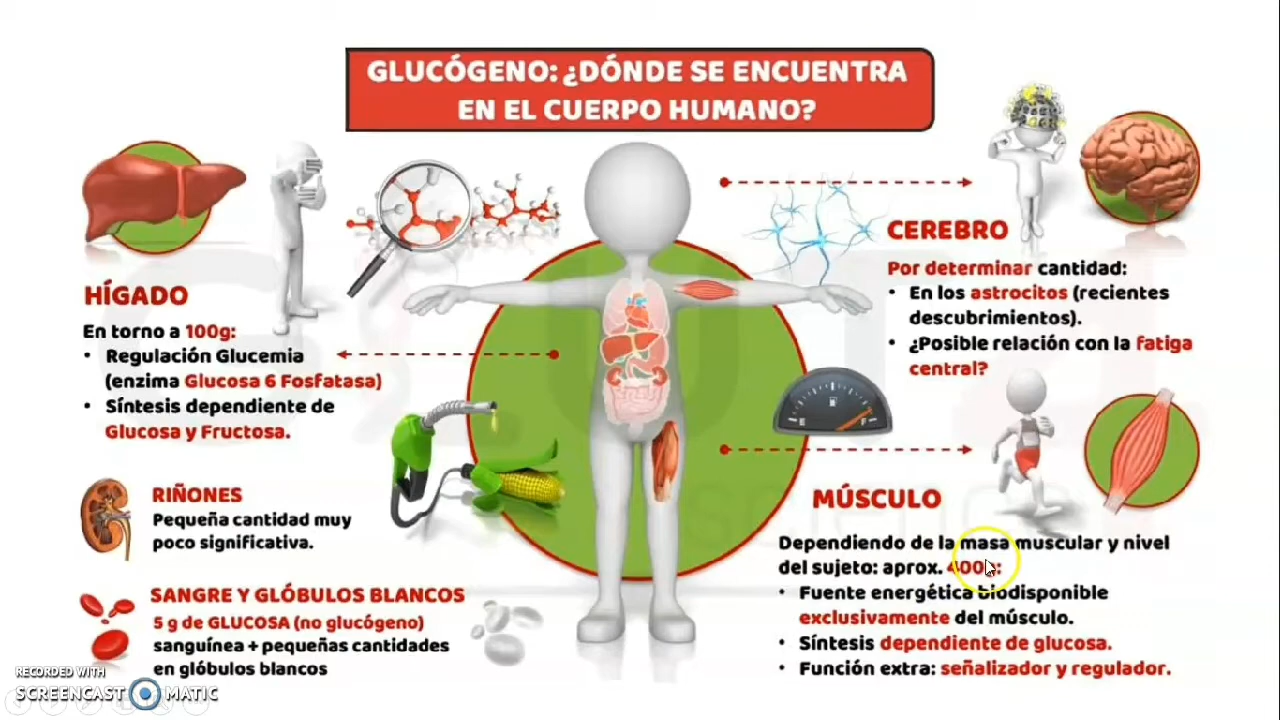 GLUCÓGENO: ¿DÓNDE SE ENCUENTRA
EN EL CUERPO HUMANO?
HÍGADO
En torno a 100g:
• Regulación Glucemia
(enzima Glucosa 6 Fosfatasa)
• Síntesis dependiente de
Glucosa y Fructosa.
RIÑONES
Pequeña cantidad muy
poco significativa.
SANGRE Y GLÓBULOS BLANCOS
5 g de GLUCOSA (no glucógeno)
sanguínea + pequeñas cantidades
en glóbulos blancos
CEREBRO
Por determinar cantidad:
• En los astrocitos (recientes
descubrimientos).
• ¿Posible relación con la fatiga
central?
E F
MÚSCULO
Dependiendo de la masa muscular y nivel
del sujeto: aprox. 400g:
• Fuente energética biodisponible
exclusivamente del músculo.
• Síntesis dependiente de glucosa.
• Función extra: señalizador y regulador.
RECORDED WITH
SCREENCAST MATIC